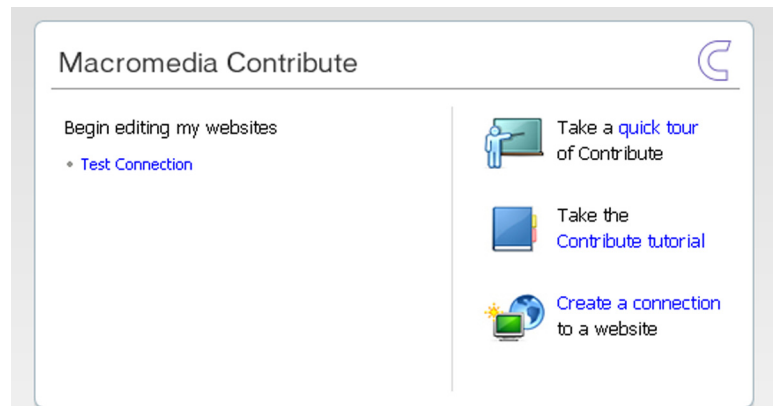 Macromedia Contribute
Begin editing my websites
Test Connection
Take a quick tour
of Contribute
Take the
Contribute tutorial
Create a connection
to a website